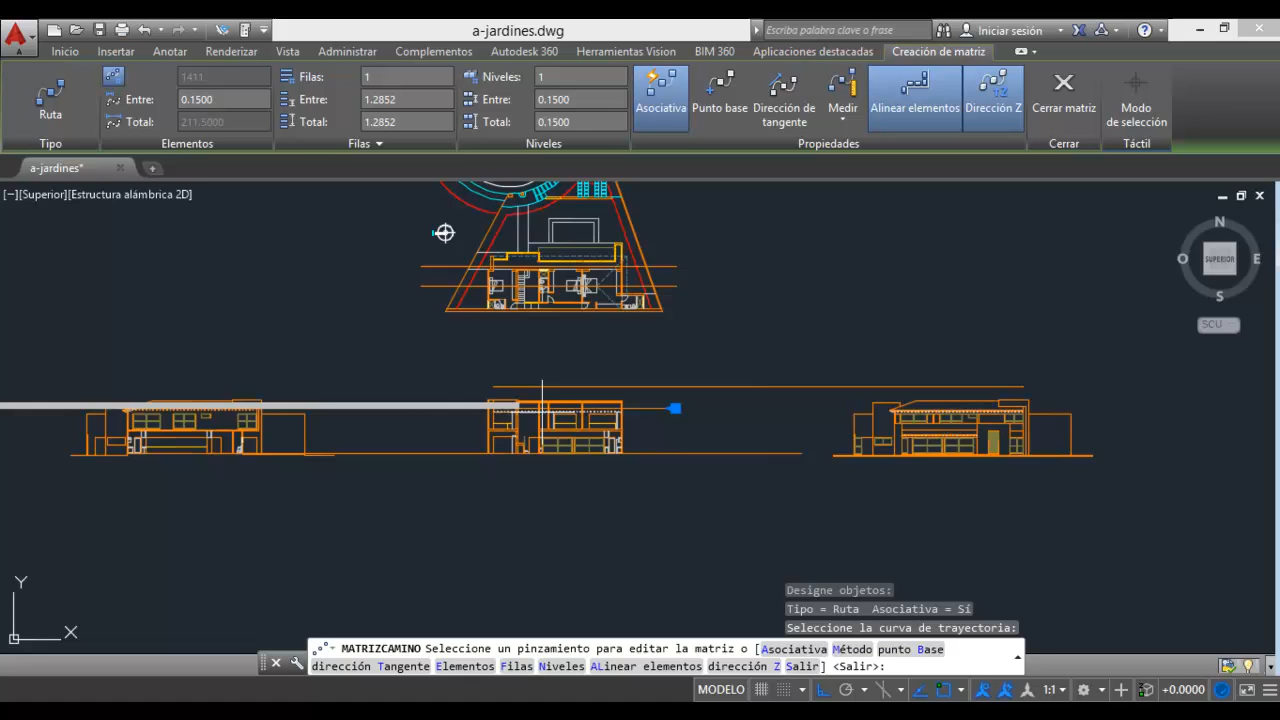 a-jardines.dwg
Escriba palabra clave o frase
Iniciar sesión
Inicio Insertar Anotar Renderizar Vista Administrar Complementos Autodesk 360 Herramientas Vision BIM 360 Aplicaciones destacadas Creación de matriz
Ruta
1411
Entre: 0.1500
Total: 211.5000
Filas: 1
Entre: 1.2852
Total: 1.2852
Niveles: 1
Entre: 0.1500
Total: 0.1500
Asociativa
Punto base
Dirección de
tangente
Medir
Alinear elementos
Dirección Z
Cerrar matriz
Modo
de selección
Tipo Elementos Filas Niveles Propiedades Cerrar Táctil
a-jardines*
[−][Superior][Estructura alámbrica 2D]
N
O SUPERIOR E
S
SCU
Y
X
Designe objetos:
Tipo = Ruta Asociativa = Sí
Seleccione la curva de trayectoria:
MATRIZCAMINO Seleccione un pinzamiento para editar la matriz o [Asociativa Método punto Base
dirección Tangente Elementos Filas Niveles ALinear elementos dirección Z Salir] <Salir>:
MODELO 1:1 +0.0000